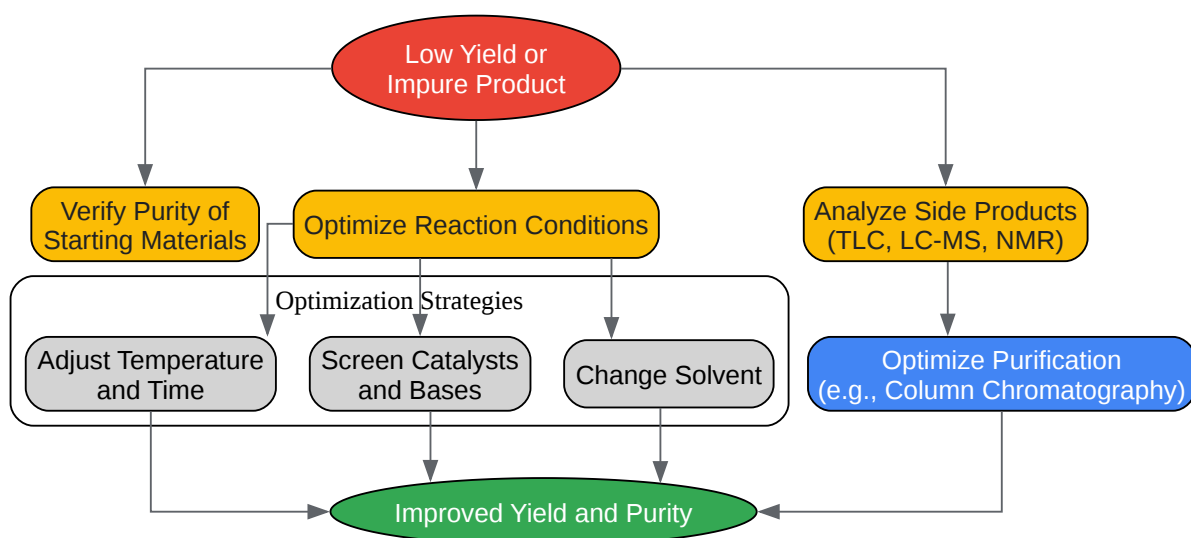 Low Yield or
Impure Product
Verify Purity of
Starting Materials
Optimize Reaction Conditions
Analyze Side Products
(TLC, LC-MS, NMR)
Optimization Strategies
Adjust Temperature
and Time
Screen Catalysts
and Bases
Change Solvent
Optimize Purification
(e.g., Column Chromatography)
Improved Yield and Purity